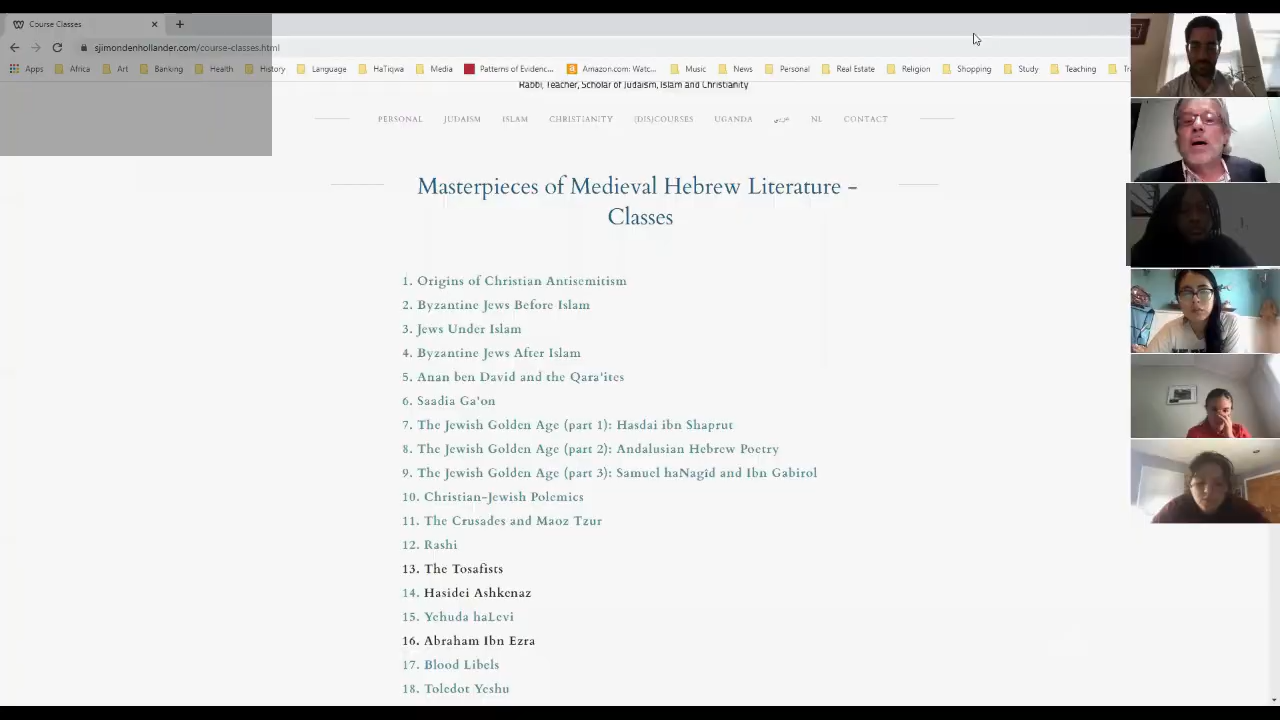 Course Classes
sjimondenhollander.com/course-classes.html
Apps Africa Art Banking Health History Language HaTiqwa Media Patterns of Evidenc... Amazon.com: Watc... Music News Personal Real Estate Religion Shopping Study Teaching
Rabbi, Teacher, Scholar of Judaism, Islam and Christianity
PERSONAL JUDAISM ISLAM CHRISTIANITY (DIS)COURSES UGANDA عربي NL CONTACT
Masterpieces of Medieval Hebrew Literature -
Classes
1. Origins of Christian Antisemitism
2. Byzantine Jews Before Islam
3. Jews Under Islam
4. Byzantine Jews After Islam
5. Anan ben David and the Qara'ites
6. Saadia Ga'on
7. The Jewish Golden Age (part 1): Hasdai ibn Shaprut
8. The Jewish Golden Age (part 2): Andalusian Hebrew Poetry
9. The Jewish Golden Age (part 3): Samuel haNagid and Ibn Gabirol
10. Christian-Jewish Polemics
11. The Crusades and Maoz Tzur
12. Rashi
13. The Tosafists
14. Hasidei Ashkenaz
15. Yehuda haLevi
16. Abraham Ibn Ezra
17. Blood Libels
18. Toledot Yeshu